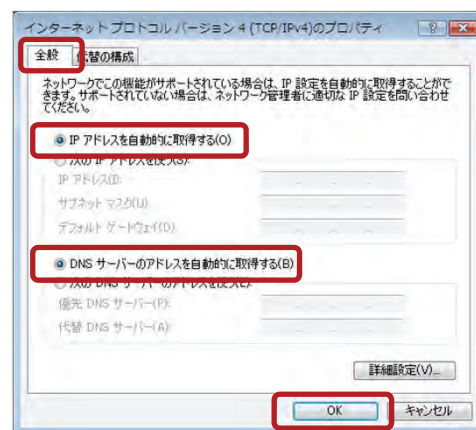 インターネット プロトコル バージョン 4 (TCP/IPv4)のプロパティ
全般 代替の構成
ネットワークでこの機能がサポートされている場合は、IP 設定を自動的に取得することがで
きます。サポートされていない場合は、ネットワーク管理者に適切な IP 設定を問い合わせ
てください。
IP アドレスを自動的に取得する(O)
次の IP アドレスを使う(S):
IP アドレス(I):
サブネット マスク(U):
デフォルト ゲートウェイ(D):
DNS サーバーのアドレスを自動的に取得する(B)
次の DNS サーバーのアドレスを使う(E):
優先 DNS サーバー(P):
代替 DNS サーバー(A):
詳細設定(V)...
OK キャンセル